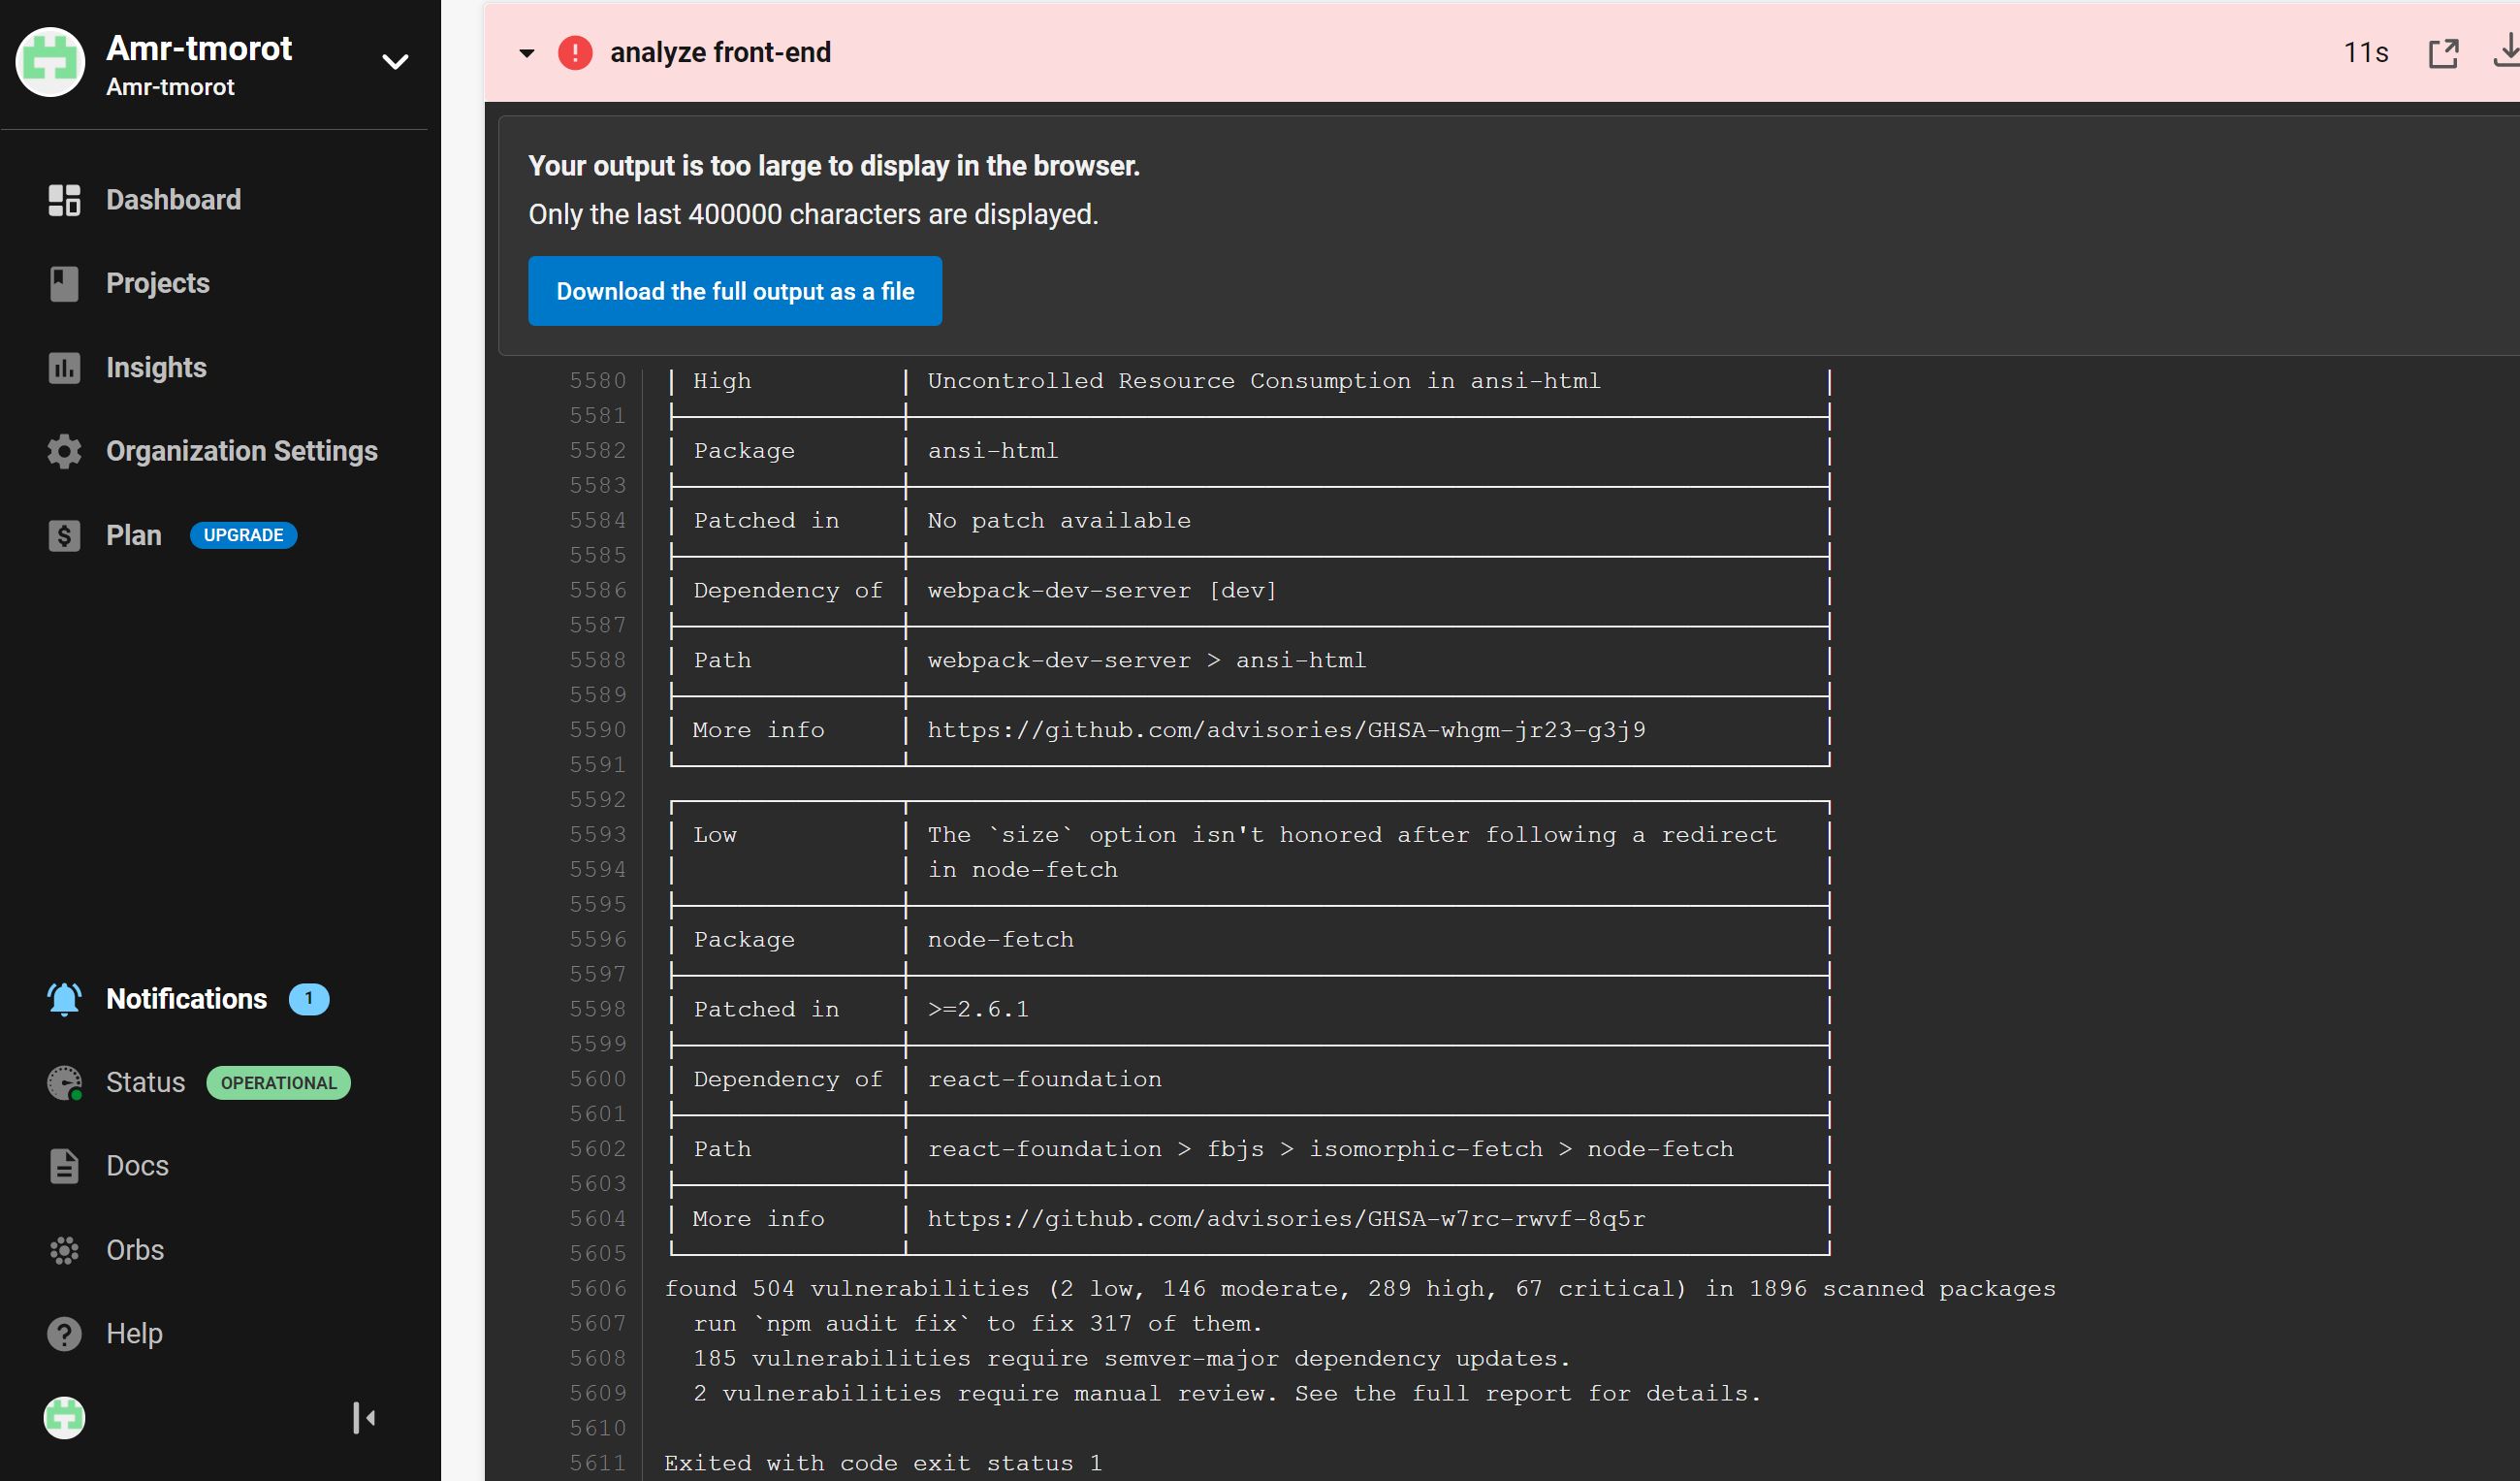 Amr-tmorot
Amr-tmorot
Dashboard
Projects
Insights
Organization Settings
Plan UPGRADE
Notifications 1
Status OPERATIONAL
Docs
Orbs
Help
analyze front-end 11s
Your output is too large to display in the browser.
Only the last 400000 characters are displayed.
Download the full output as a file
5580 │ High │ Uncontrolled Resource Consumption in ansi-html │
5581
5582 │ Package │ ansi-html │
5583
5584 │ Patched in │ No patch available │
5585
5586 │ Dependency of │ webpack-dev-server [dev] │
5587
5588 │ Path │ webpack-dev-server > ansi-html │
5589
5590 │ More info │ https://github.com/advisories/GHSA-whgm-jr23-g3j9 │
5591
5592
5593 │ Low │ The `size` option isn't honored after following a redirect │
5594 │ │ in node-fetch │
5595
5596 │ Package │ node-fetch │
5597
5598 │ Patched in │ >=2.6.1 │
5599
5600 │ Dependency of │ react-foundation │
5601
5602 │ Path │ react-foundation > fbjs > isomorphic-fetch > node-fetch │
5603
5604 │ More info │ https://github.com/advisories/GHSA-w7rc-rwvf-8q5r │
5605
5606 found 504 vulnerabilities (2 low, 146 moderate, 289 high, 67 critical) in 1896 scanned packages
5607 run `npm audit fix` to fix 317 of them.
5608 185 vulnerabilities require semver-major dependency updates.
5609 2 vulnerabilities require manual review. See the full report for details.
5610
5611 Exited with code exit status 1